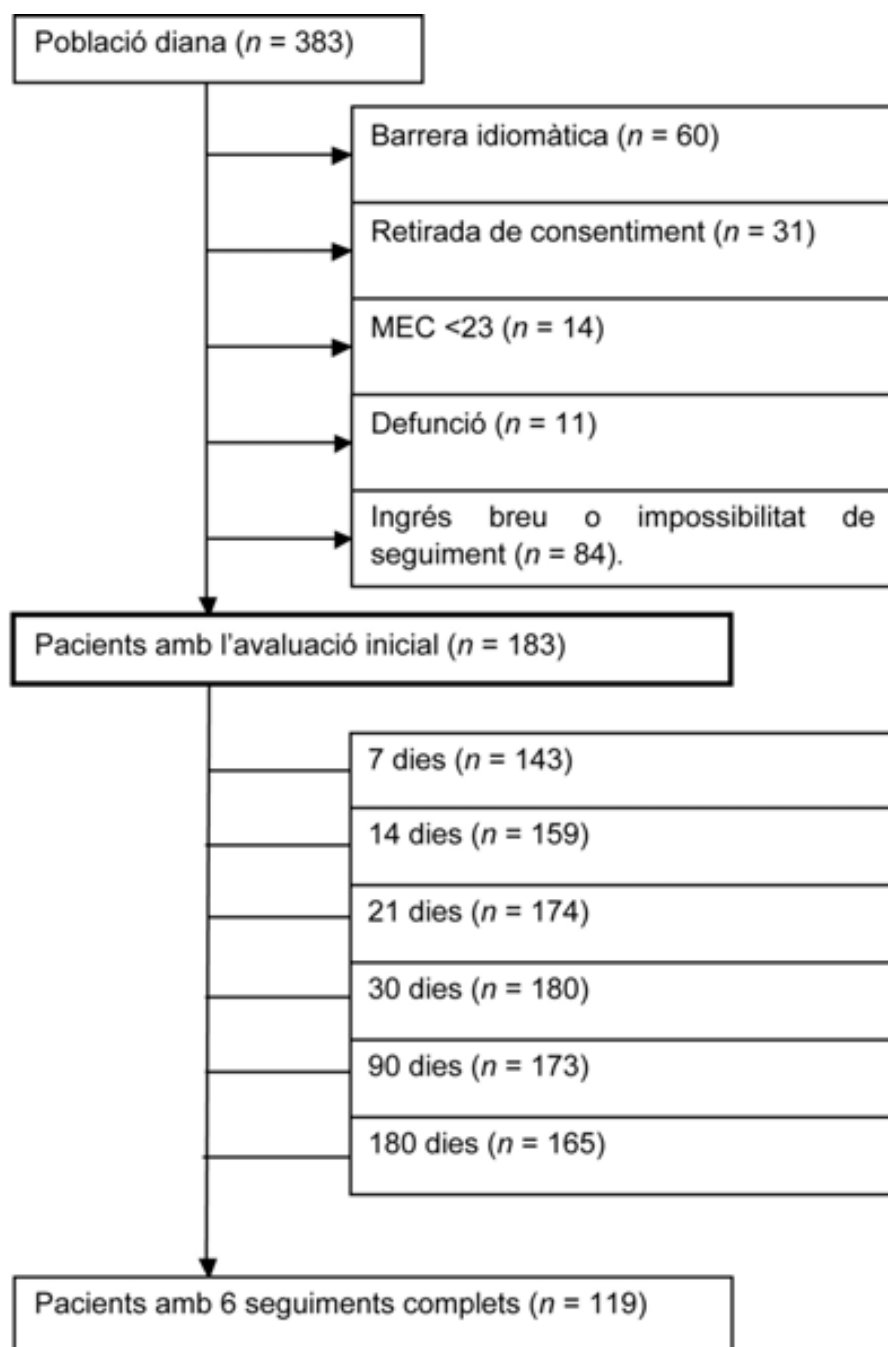 Població diana (n = 383)
Barrera idiomàtica (n = 60)
Retirada de consentiment (n = 31)
MEC <23 (n = 14)
Defunció (n = 11)
Ingrés breu o impossibilitat de
seguiment (n = 84).
Pacients amb l'avaluació inicial (n = 183)
7 dies (n = 143)
14 dies (n = 159)
21 dies (n = 174)
30 dies (n = 180)
90 dies (n = 173)
180 dies (n = 165)
Pacients amb 6 seguiments complets (n = 119)